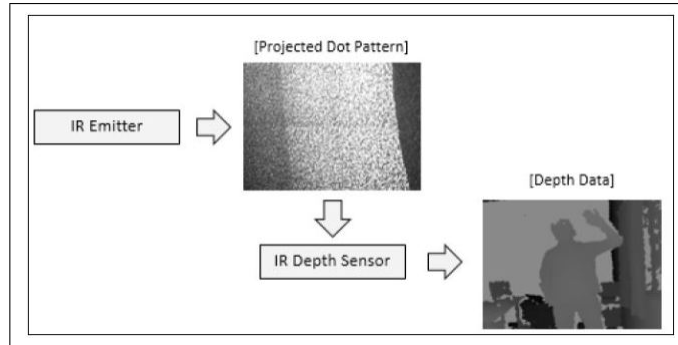 [Projected Dot Pattern]
IR Emitter
[Depth Data]
IR Depth Sensor